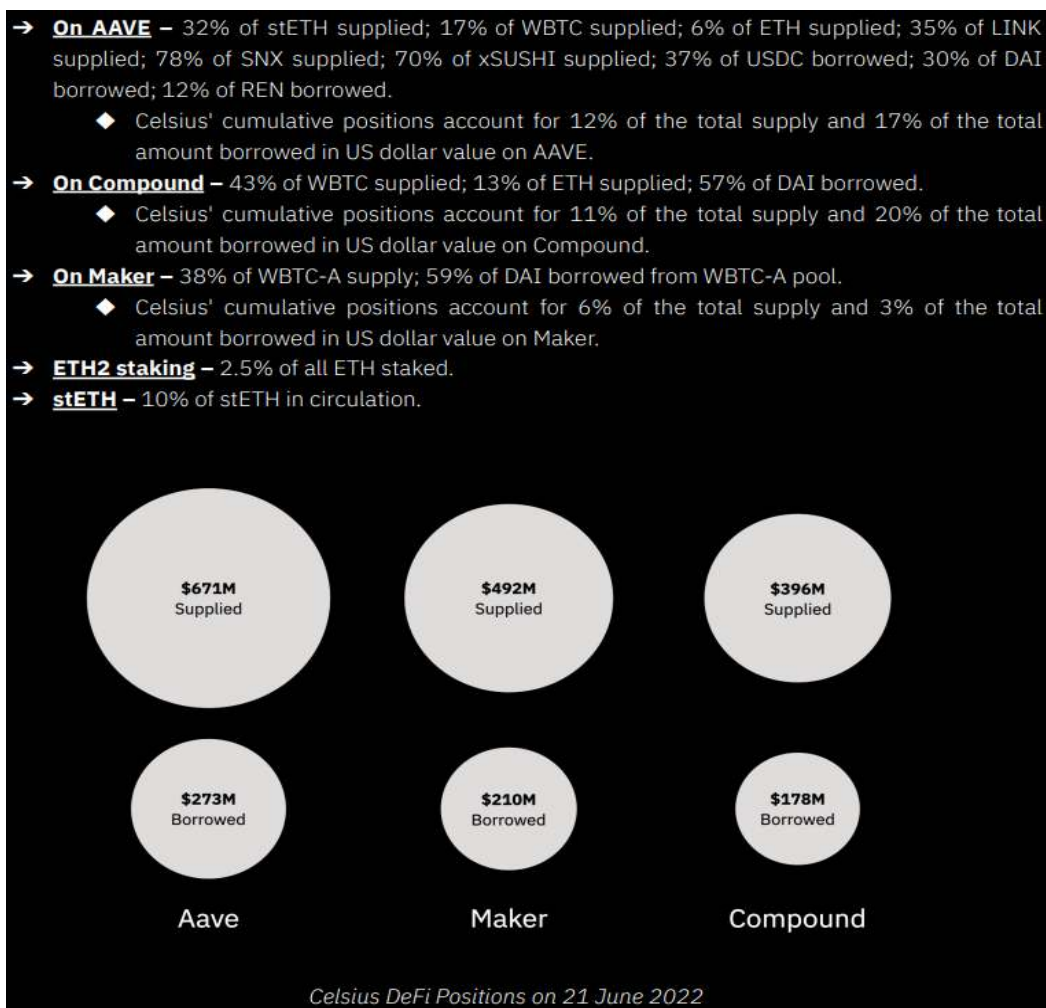 ➔ On AAVE – 32% of stETH supplied; 17% of WBTC supplied; 6% of ETH supplied; 35% of LINK
supplied; 78% of SNX supplied; 70% of xSUSHI supplied; 37% of USDC borrowed; 30% of DAI
borrowed; 12% of REN borrowed.
◆ Celsius' cumulative positions account for 12% of the total supply and 17% of the total
amount borrowed in US dollar value on AAVE.
➔ On Compound – 43% of WBTC supplied; 13% of ETH supplied; 57% of DAI borrowed.
◆ Celsius' cumulative positions account for 11% of the total supply and 20% of the total
amount borrowed in US dollar value on Compound.
➔ On Maker – 38% of WBTC-A supply; 59% of DAI borrowed from WBTC-A pool.
◆ Celsius' cumulative positions account for 6% of the total supply and 3% of the total
amount borrowed in US dollar value on Maker.
➔ ETH2 staking – 2.5% of all ETH staked.
➔ stETH – 10% of stETH in circulation.
$671M
Supplied
$492M
Supplied
$396M
Supplied
$273M
Borrowed
$210M
Borrowed
$178M
Borrowed
Aave
Maker
Compound
Celsius DeFi Positions on 21 June 2022